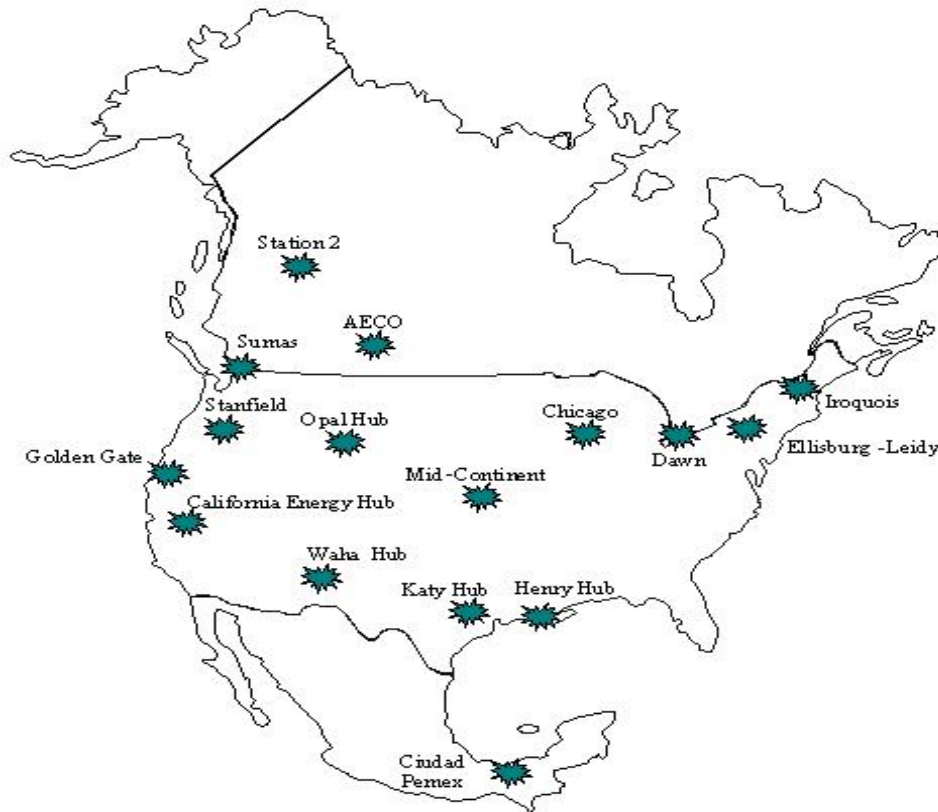 Station 2
AECO
Sumas
Stanfield
Opal Hub
Chicago
Iroquois
Dawn
Ellisburg -Leidy
Golden Gate
Mid-Continent
California Energy Hub
Waha Hub
Katy Hub
Henry Hub
Ciudad
Pemex